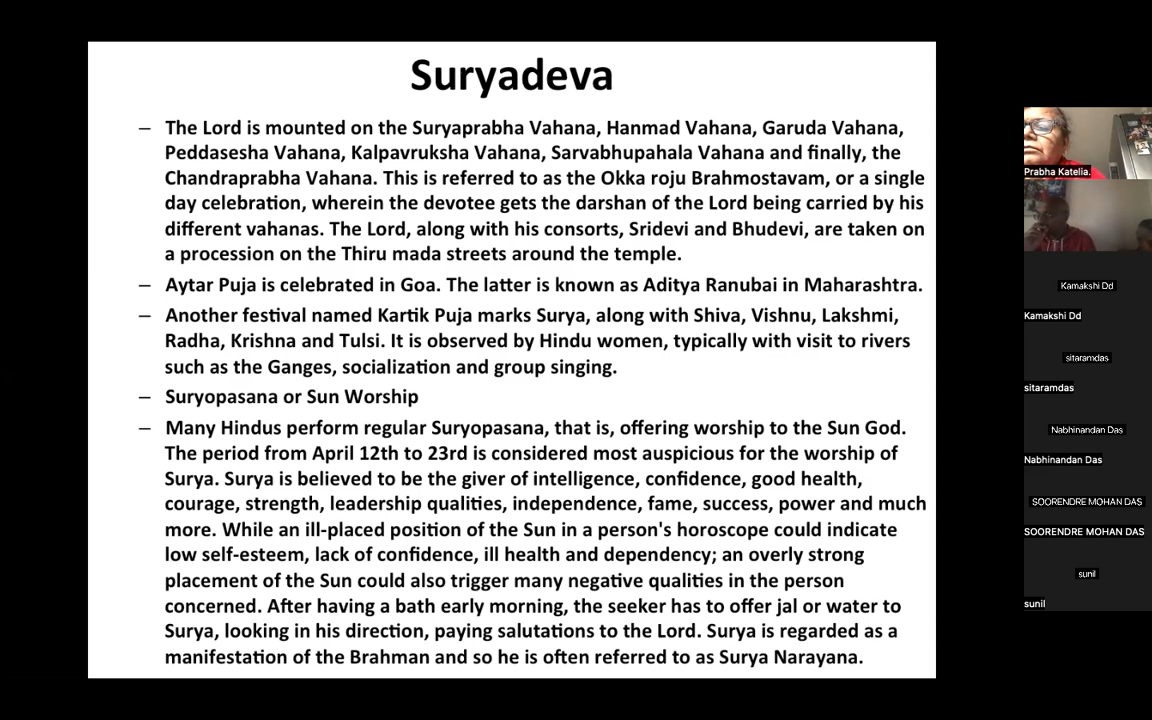 Suryadeva
– The Lord is mounted on the Suryaprabha Vahana, Hanmad Vahana, Garuda Vahana,
Peddasesha Vahana, Kalpavruksha Vahana, Sarvabhupahala Vahana and finally, the
Chandraprabha Vahana. This is referred to as the Okka roju Brahmostavam, or a single
day celebration, wherein the devotee gets the darshan of the Lord being carried by his
different vahanas. The Lord, along with his consorts, Sridevi and Bhudevi, are taken on
a procession on the Thiru mada streets around the temple.
– Aytar Puja is celebrated in Goa. The latter is known as Aditya Ranubai in Maharashtra.
– Another festival named Kartik Puja marks Surya, along with Shiva, Vishnu, Lakshmi,
Radha, Krishna and Tulsi. It is observed by Hindu women, typically with visit to rivers
such as the Ganges, socialization and group singing.
– Suryopasana or Sun Worship
– Many Hindus perform regular Suryopasana, that is, offering worship to the Sun God.
The period from April 12th to 23rd is considered most auspicious for the worship of
Surya. Surya is believed to be the giver of intelligence, confidence, good health,
courage, strength, leadership qualities, independence, fame, success, power and much
more. While an ill-placed position of the Sun in a person's horoscope could indicate
low self-esteem, lack of confidence, ill health and dependency; an overly strong
placement of the Sun could also trigger many negative qualities in the person
concerned. After having a bath early morning, the seeker has to offer jal or water to
Surya, looking in his direction, paying salutations to the Lord. Surya is regarded as a
manifestation of the Brahman and so he is often referred to as Surya Narayana.
Prabha Katelia.
Kamakshi Dd
Kamakshi Dd
sitaramdas
sitaramdas
Nabhinandan Das
Nabhinandan Das
SOORENDRE MOHAN DAS
SOORENDRE MOHAN DAS
sunil
sunil